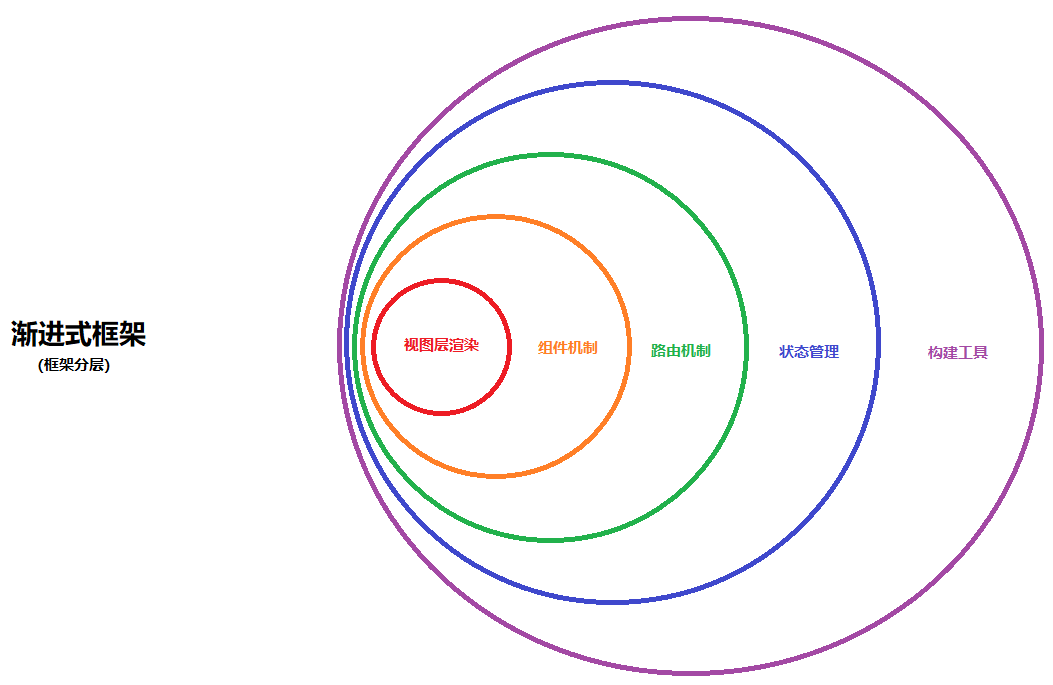 渐进式框架
(框架分层)
视图层渲染
组件机制
路由机制
状态管理
构建工具